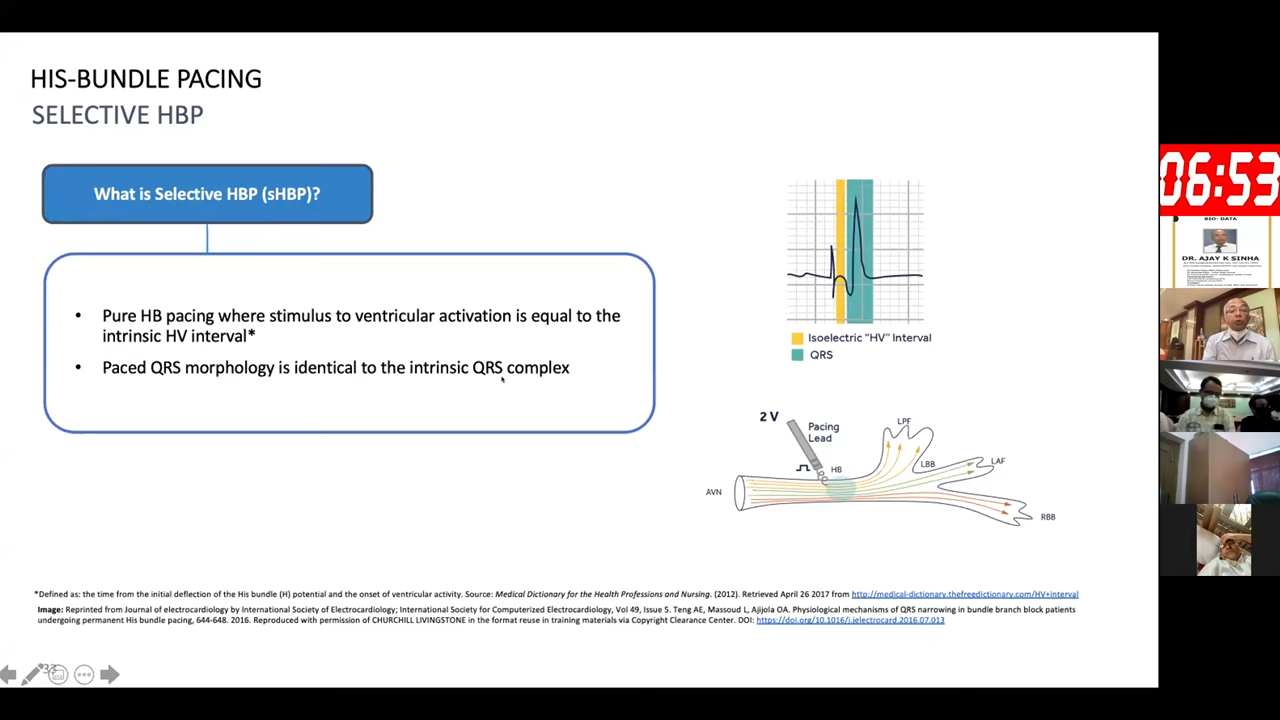 HIS-BUNDLE PACING
SELECTIVE HBP
What is Selective HBP (sHBP)?
• Pure HB pacing where stimulus to ventricular activation is equal to the
intrinsic HV interval*
• Paced QRS morphology is identical to the intrinsic QRS complex
Isoelectric “HV” Interval
QRS
2 V
Pacing
Lead
HB
LPF
LBB
LAF
AVN
RBB
*Defined as: the time from the initial deflection of the His bundle (H) potential and the onset of ventricular activity. Source: Medical Dictionary for the Health Professions and Nursing. (2012). Retrieved April 26 2017 from http://medical-dictionary.thefreedictionary.com/HV+interval
Image: Reprinted from Journal of electrocardiology by International Society of Electrocardiology; International Society for Computerized Electrocardiology, Vol 49, Issue 5. Teng AE, Massoud L, Ajijola OA. Physiological mechanisms of QRS narrowing in bundle branch block patients
undergoing permanent His bundle pacing, 644-648. 2016. Reproduced with permission of CHURCHILL LIVINGSTONE in the format reuse in training materials via Copyright Clearance Center. DOI: https://doi.org/10.1016/j.jelectrocard.2016.07.013
33
06:53
BIO- DATA
DR. AJAY K SINHA